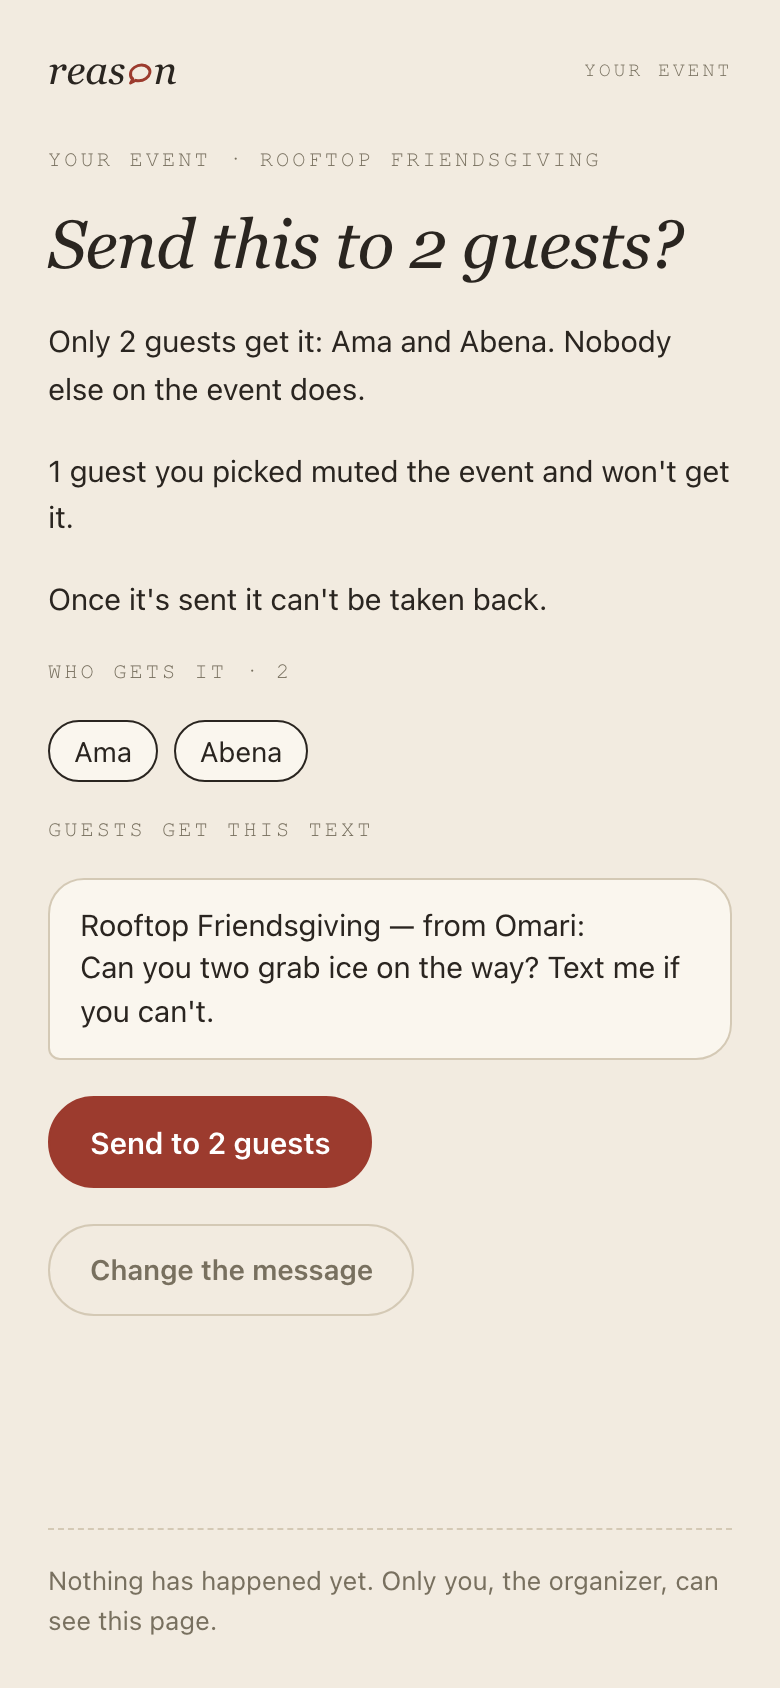 reason
YOUR EVENT
YOUR EVENT · ROOFTOP FRIENDSGIVING
Send this to 2 guests?
Only 2 guests get it: Ama and Abena. Nobody
else on the event does.
1 guest you picked muted the event and won't get
it.
Once it's sent it can't be taken back.
WHO GETS IT · 2
Ama
Abena
GUESTS GET THIS TEXT
Rooftop Friendsgiving — from Omari:
Can you two grab ice on the way? Text me if
you can't.
Send to 2 guests
Change the message
Nothing has happened yet. Only you, the organizer, can
see this page.